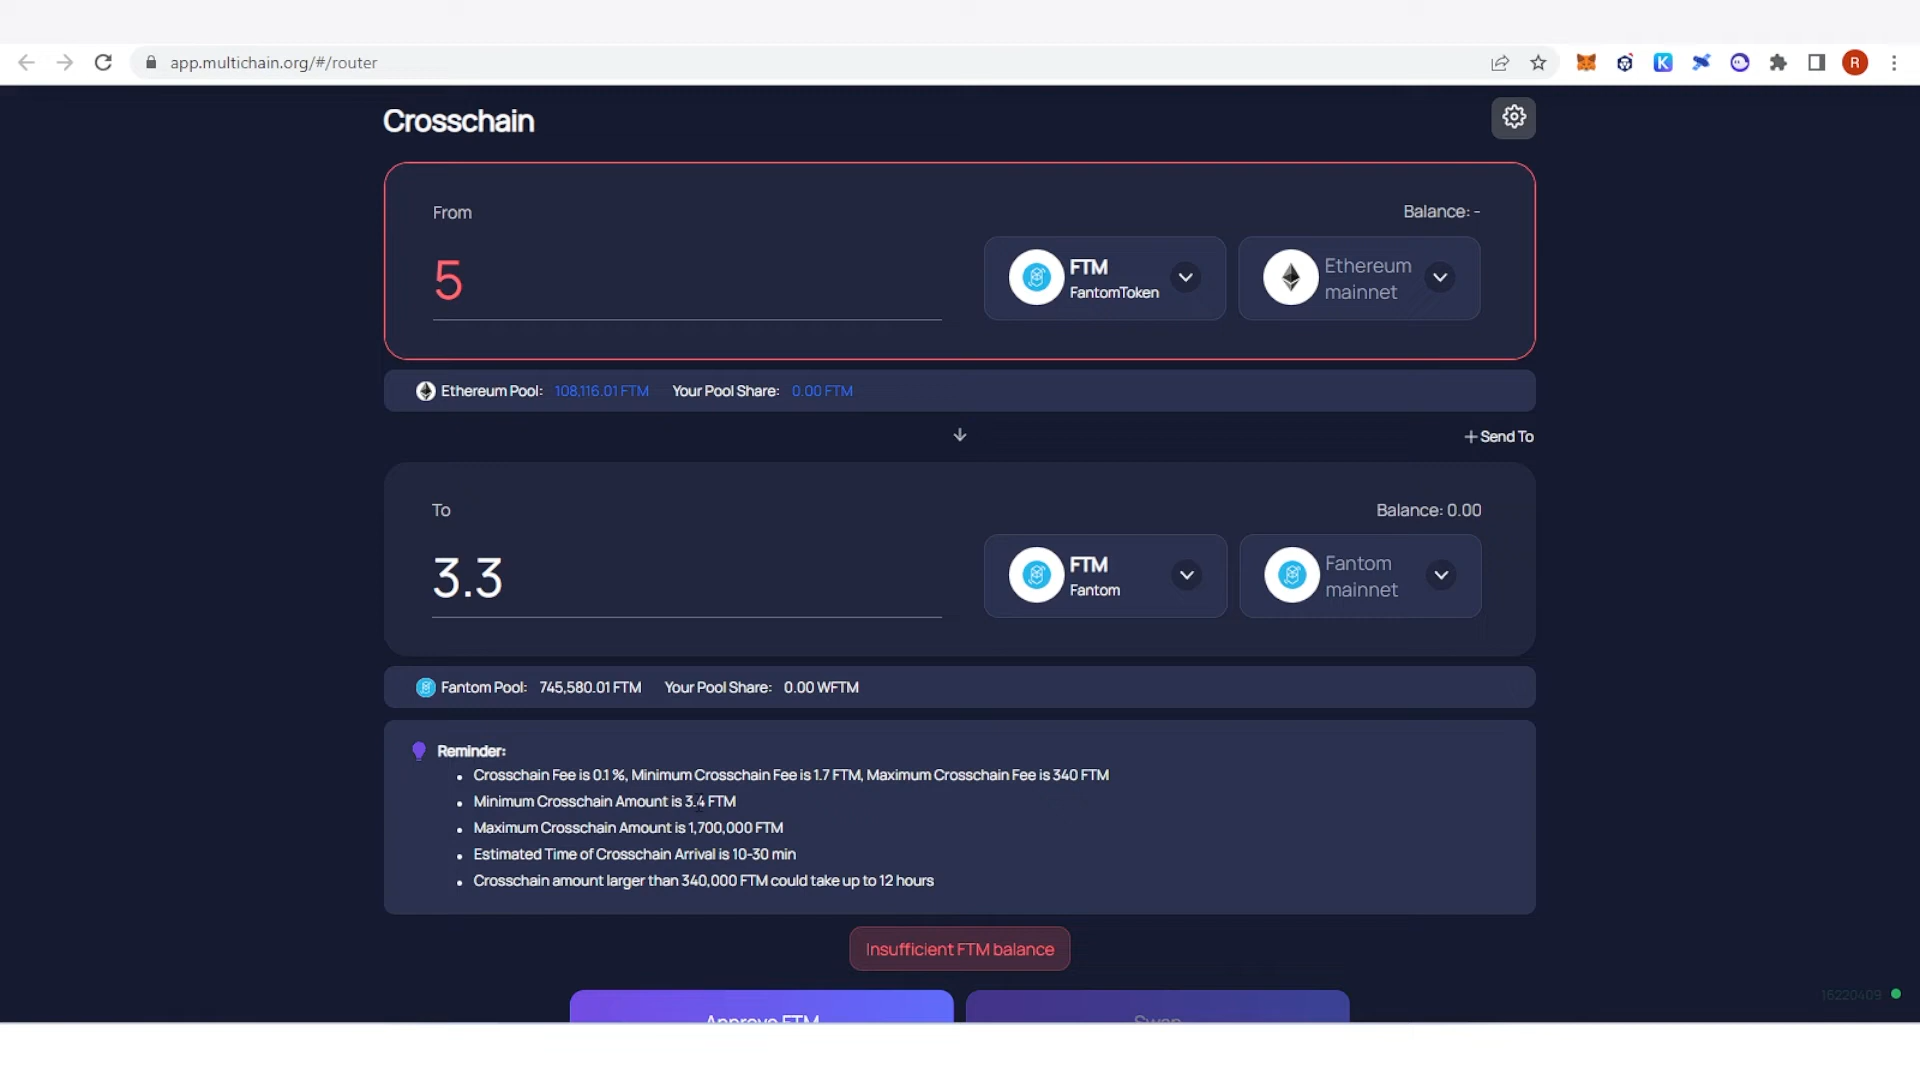 app.multichain.org/#/router
R
Crosschain
From
Balance: -
5
FTM
FantomToken
Ethereum
mainnet
Ethereum Pool: 108,116.01 FTM Your Pool Share: 0.00 FTM
+ Send To
To
Balance: 0.00
3.3
FTM
Fantom
Fantom
mainnet
Fantom Pool: 745,580.01 FTM Your Pool Share: 0.00 WFTM
Reminder:
• Crosschain Fee is 0.1 %, Minimum Crosschain Fee is 1.7 FTM, Maximum Crosschain Fee is 340 FTM
• Minimum Crosschain Amount is 3.4 FTM
• Maximum Crosschain Amount is 1,700,000 FTM
• Estimated Time of Crosschain Arrival is 10-30 min
• Crosschain amount larger than 340,000 FTM could take up to 12 hours
Insufficient FTM balance
16220409
Approve FTM
Swap